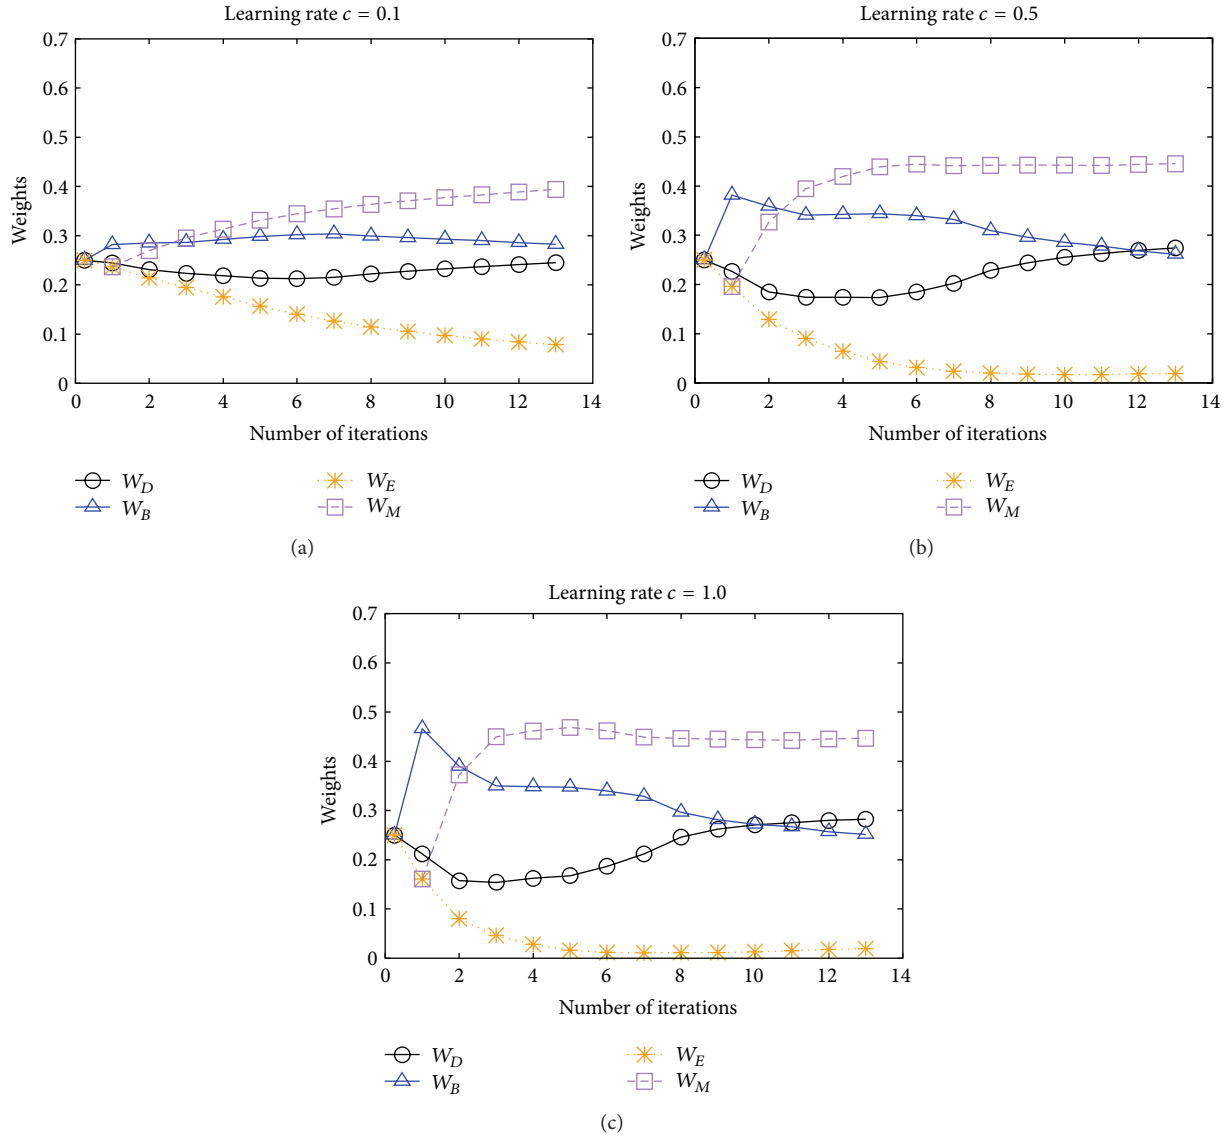 Learning rate c = 0.1
0.7
0.6
0.5
0.4
0.3
0.2
0.1
0
Weights
0 2 4 6 8 10 12 14
Number of iterations
W_D W_E
W_B W_M
(a)
Learning rate c = 0.5
0.7
0.6
0.5
0.4
0.3
0.2
0.1
0
Weights
0 2 4 6 8 10 12 14
Number of iterations
W_D W_E
W_B W_M
(b)
Learning rate c = 1.0
0.7
0.6
0.5
0.4
0.3
0.2
0.1
0
Weights
0 2 4 6 8 10 12 14
Number of iterations
W_D W_E
W_B W_M
(c)